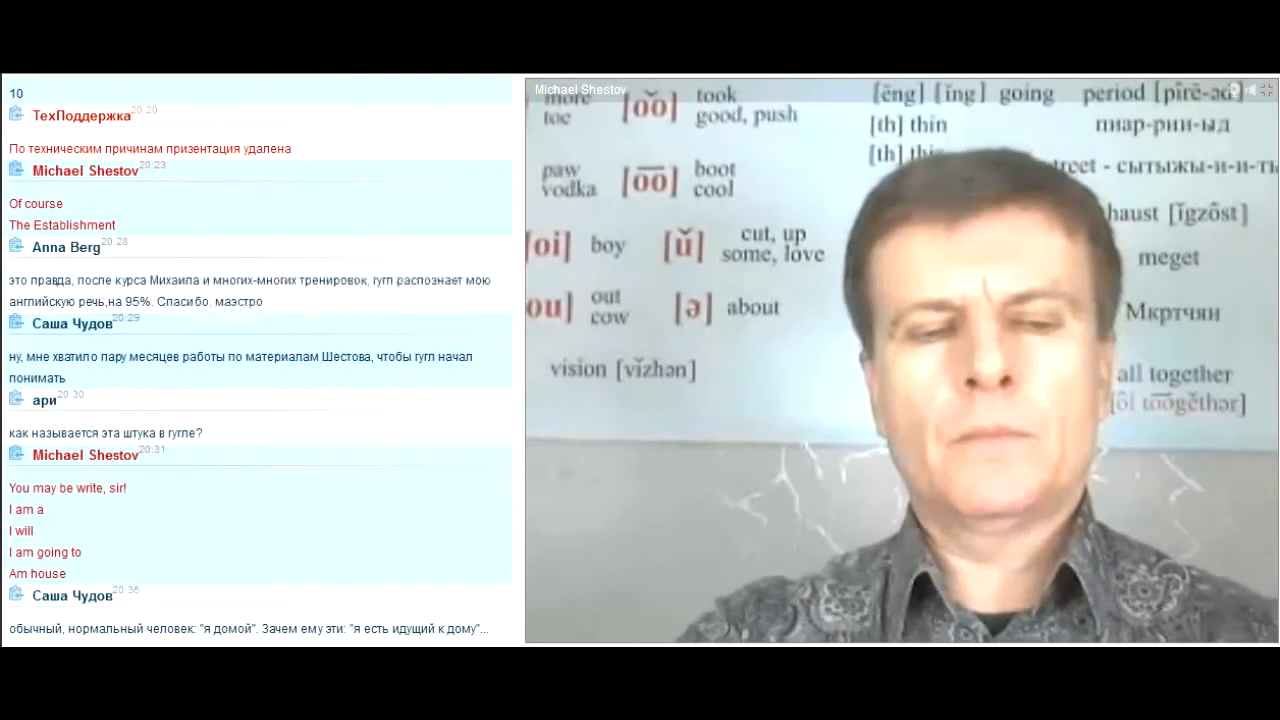 10
ТехПоддержка 20:20
По техническим причинам призентация удалена
Michael Shestov 20:23
Of course
The Establishment
Anna Berg 20:28
это правда, после курса Михаила и многих-многих тренировок, гугл распознает мою
английскую речь,на 95%. Спасибо, маэстро
Саша Чудов 20:29
ну, мне хватило пару месяцев работы по материалам Шестова, чтобы гугл начал
понимать
ари 20:30
как называется эта штука в гугле?
Michael Shestov 20:31
You may be write, sir!
I am a
I will
I am going to
Am house
Саша Чудов 20:36
обычный, нормальный человек: "я домой". Зачем ему эти: "я есть идущий к дому"...
Michael Shestov
more
toe
[o͝o] took
good, push
paw
vodka
[o͞o] boot
cool
[oi] boy
[ŭ] cut, up
some, love
ou] out
cow
[ə] about
vision [vĭzhən]
[ēng] [ĭng] going
[th] thin
[th]
period [pîrē-əd]
пиар-рии-ыд
treet - сытыжы-и-и-ть
haust [ĭgzôst]
meget
Мкртчян
all together
[ôl to͞ogĕthər]